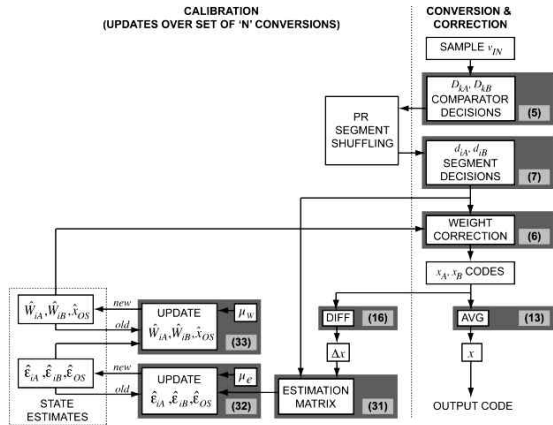 CALIBRATION
(UPDATES OVER SET OF 'N' CONVERSIONS)
CONVERSION &
CORRECTION
SAMPLE v_IN
D_kA, D_kB
COMPARATOR
DECISIONS
(5)
PR
SEGMENT
SHUFFLING
d_iA, d_iB
SEGMENT
DECISIONS
(7)
WEIGHT
CORRECTION
(6)
x_A, x_B CODES
Ŵ_iA, Ŵ_iB, x̂_OS
new
old
UPDATE
Ŵ_iA, Ŵ_iB, x̂_OS
μ_w
(33)
DIFF
(16)
AVG
(13)
Δx
x
ε̂_iA, ε̂_iB, ε̂_OS
new
old
UPDATE
ε̂_iA, ε̂_iB, ε̂_OS
μ_e
(32)
ESTIMATION
MATRIX
(31)
STATE
ESTIMATES
OUTPUT CODE